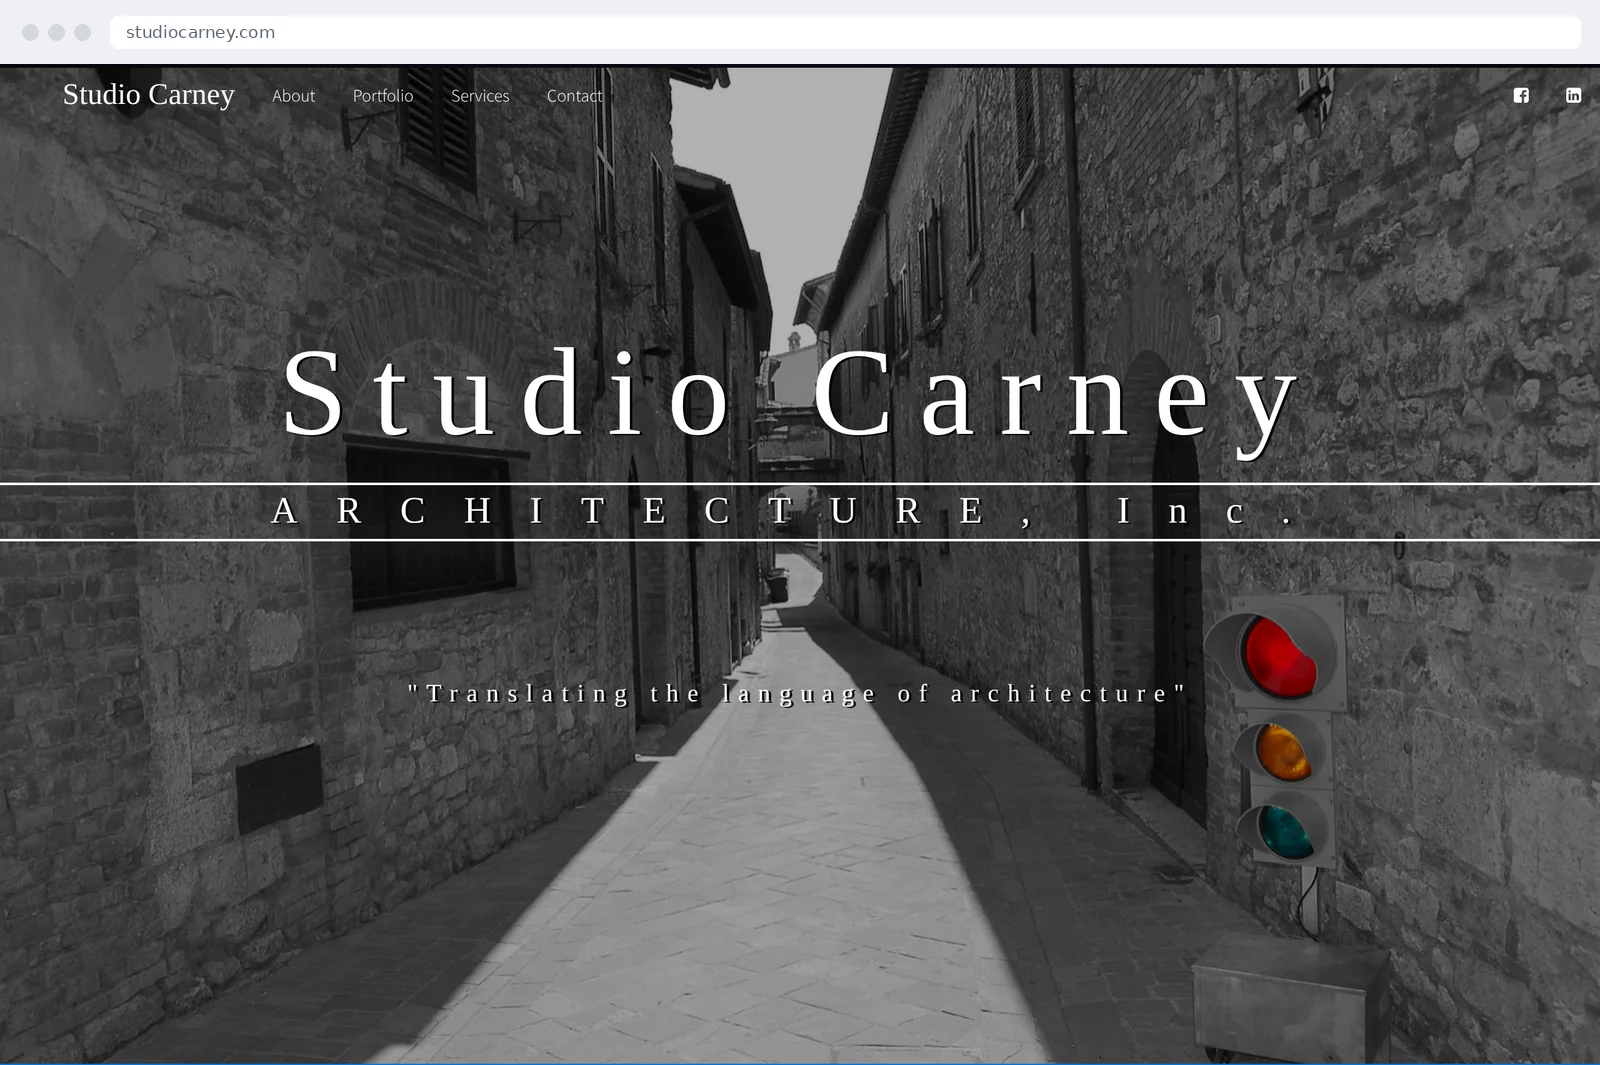 studiocarney.com
Studio Carney About Portfolio Services Contact
Studio Carney
ARCHITECTURE, Inc.
"Translating the language of architecture"